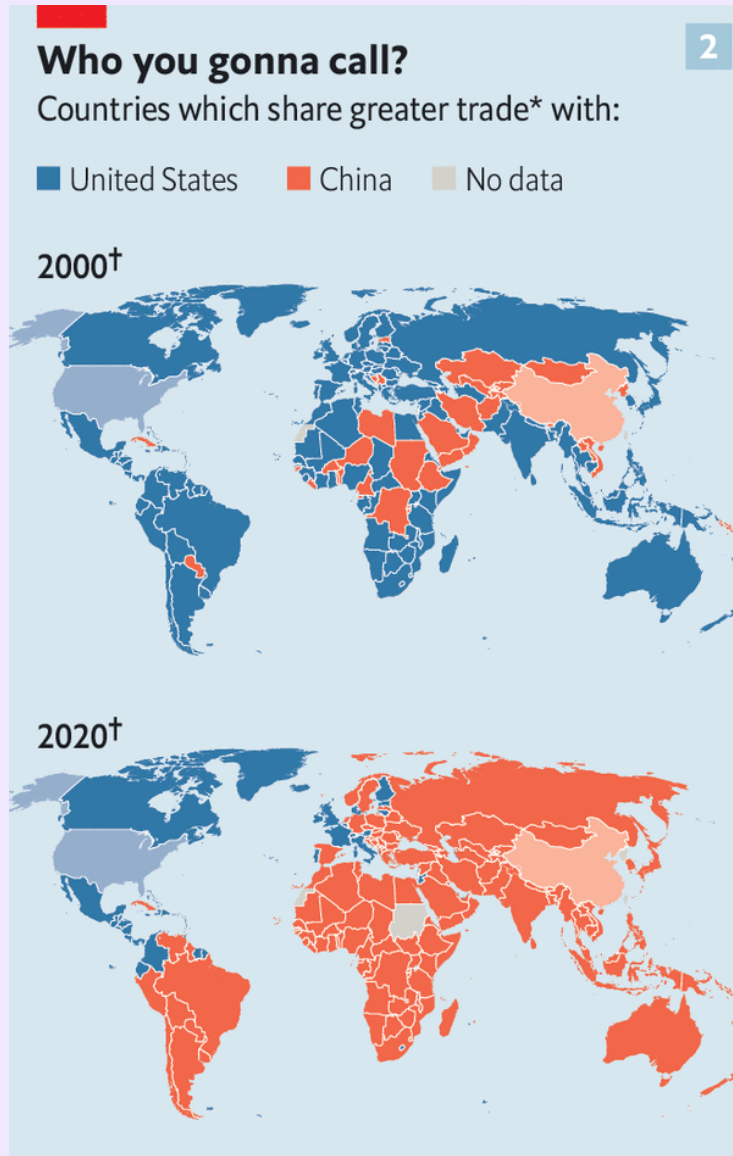 Who you gonna call?
2
Countries which share greater trade* with:
United States
China
No data
2000†
2020†